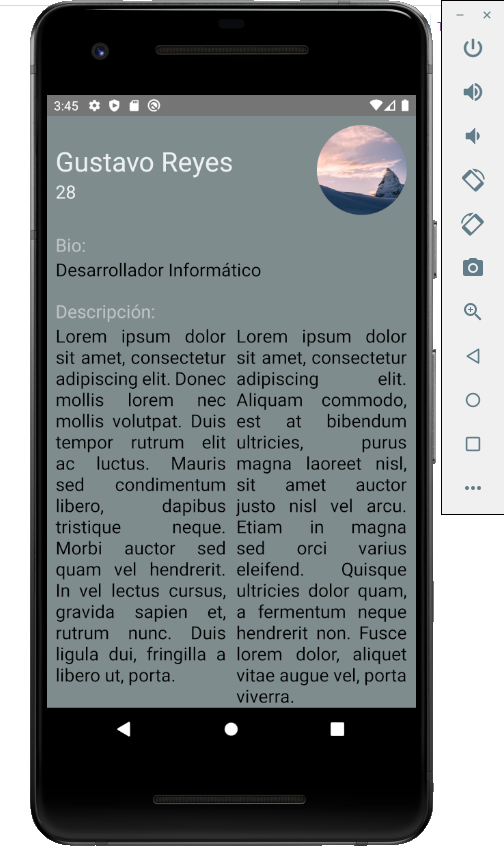 3:45
Gustavo Reyes
28
Bio:
Desarrollador Informático
Descripción:
Lorem ipsum dolor
sit amet, consectetur
adipiscing elit. Donec
mollis lorem nec
mollis volutpat. Duis
tempor rutrum elit
ac luctus. Mauris
sed condimentum
libero, dapibus
tristique neque.
Morbi auctor sed
quam vel hendrerit.
In vel lectus cursus,
gravida sapien et,
rutrum nunc. Duis
ligula dui, fringilla a
libero ut, porta.
Lorem ipsum dolor
sit amet, consectetur
adipiscing elit.
Aliquam commodo,
est at bibendum
ultricies, purus
magna laoreet nisl,
sit amet auctor
justo nisl vel arcu.
Etiam in magna
sed orci varius
eleifend. Quisque
ultricies dolor quam,
a fermentum neque
hendrerit non. Fusce
lorem dolor, aliquet
vitae augue vel, porta
viverra.